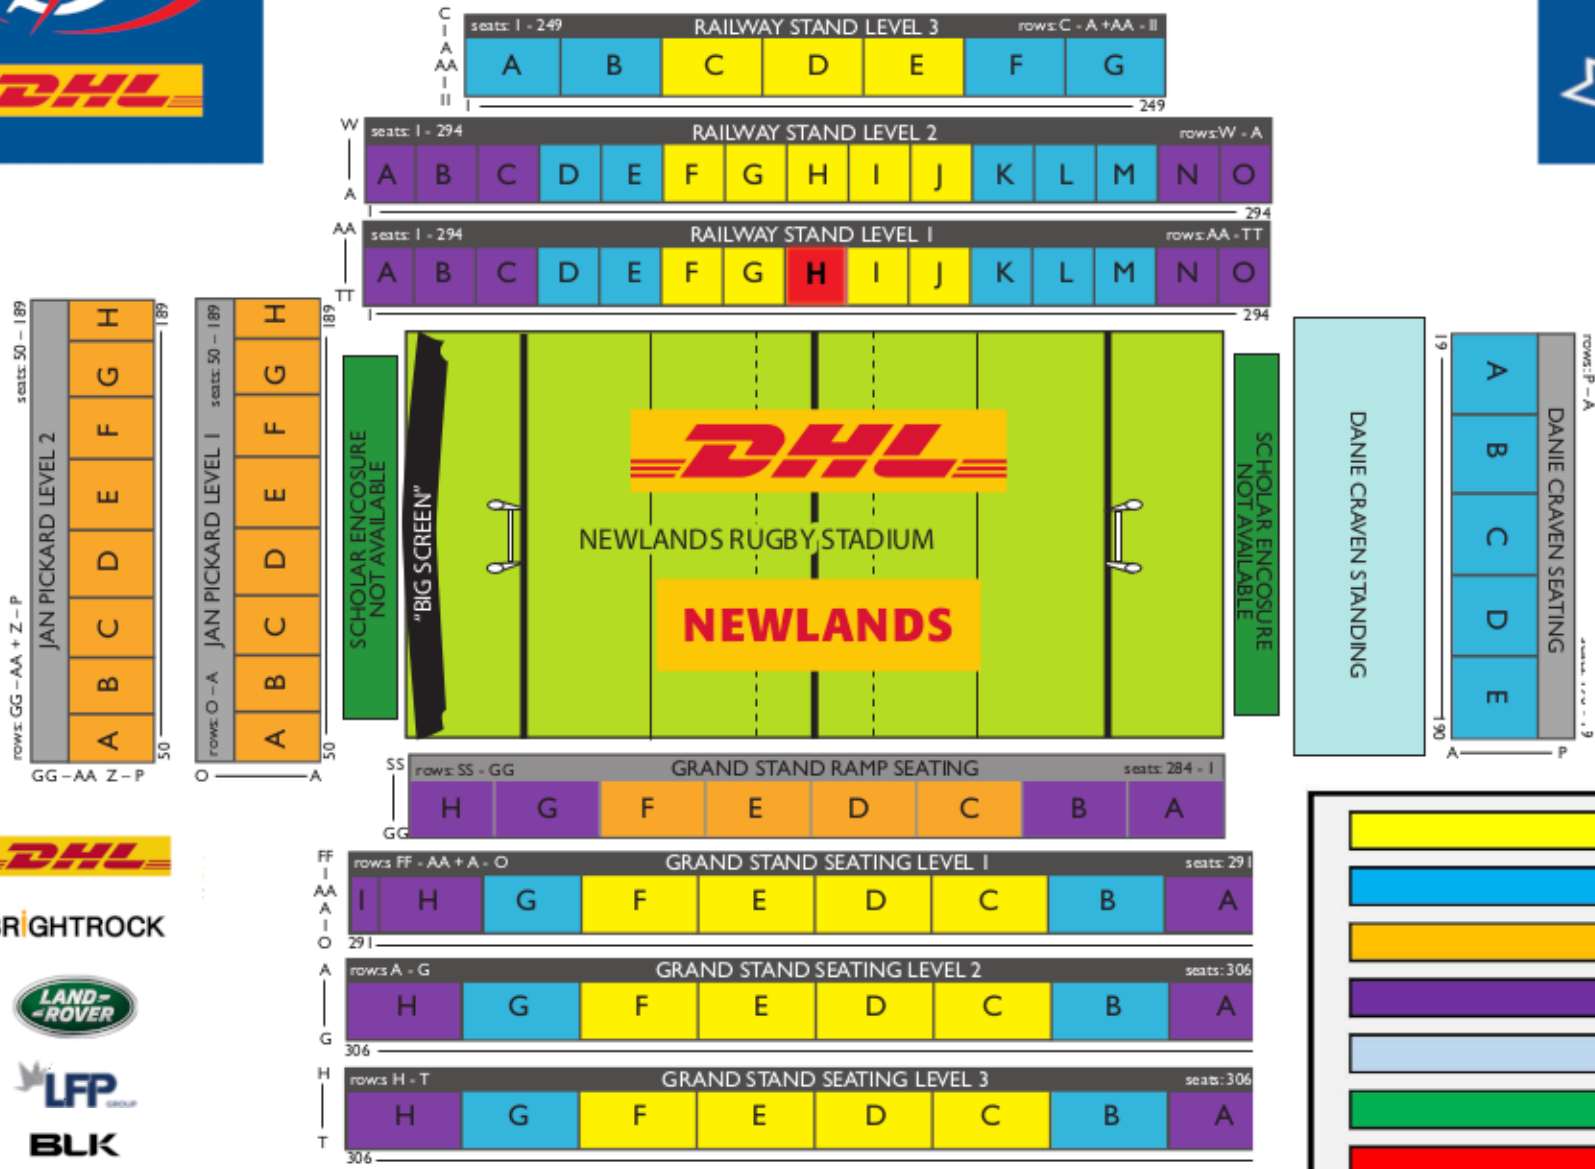 DHL
C
I
A
AA
I
II
seats: 1 - 249 RAILWAY STAND LEVEL 3 rows: C - A + AA - II
A B C D E F G
1 249
W
A
seats: 1 - 294 RAILWAY STAND LEVEL 2 rows: W - A
A B C D E F G H I J K L M N O
1 294
AA
TT
seats: 1 - 294 RAILWAY STAND LEVEL 1 rows: AA - TT
A B C D E F G H I J K L M N O
1 294
seats: 50 - 189
rows: GG - AA + Z - P
JAN PICKARD LEVEL 2
H G F E D C B A
189
50
GG - AA Z - P
rows: O - A JAN PICKARD LEVEL 1 seats: 50 - 189
H G F E D C B A
189
50
O A
SCHOLAR ENCOSURE
NOT AVAILABLE
"BIG SCREEN"
DHL
NEWLANDS RUGBY STADIUM
NEWLANDS
SCHOLAR ENCOSURE
NOT AVAILABLE
DANIE CRAVEN STANDING
19
190
A B C D E
DANIE CRAVEN SEATING
rows: P - A
A P
SS
GG
rows: SS - GG GRAND STAND RAMP SEATING seats: 284 - 1
H G F E D C B A
FF
I
AA
A
I
O
rows FF - AA + A - O GRAND STAND SEATING LEVEL 1 seats: 291
I H G F E D C B A
291
A
G
rows A - G GRAND STAND SEATING LEVEL 2 seats: 306
H G F E D C B A
306
H
T
rows H - T GRAND STAND SEATING LEVEL 3 seats: 306
H G F E D C B A
306
DHL
BRIGHTROCK
LAND-
-ROVER
LFP
GROUP
BLK